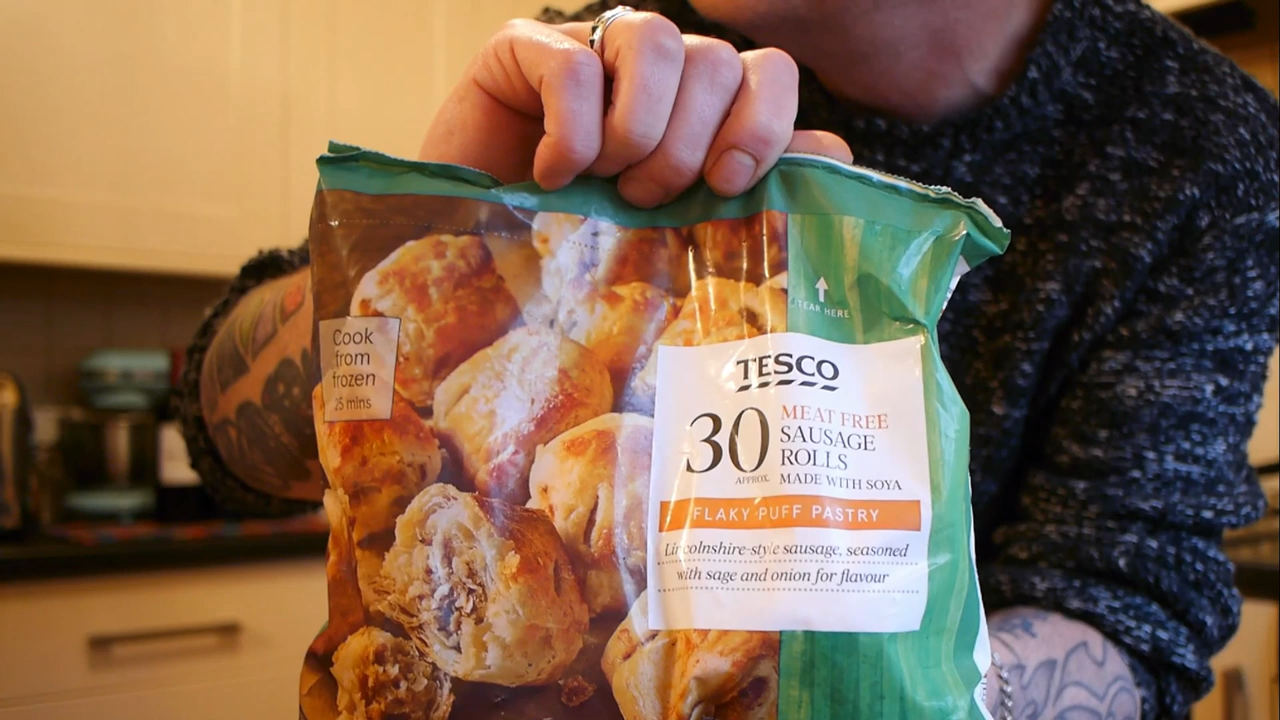 Cook
from
frozen
25 mins
TEAR HERE
TESCO
30
APPROX.
MEAT FREE
SAUSAGE
ROLLS
MADE WITH SOYA
FLAKY PUFF PASTRY
Lincolnshire-style sausage, seasoned
with sage and onion for flavour